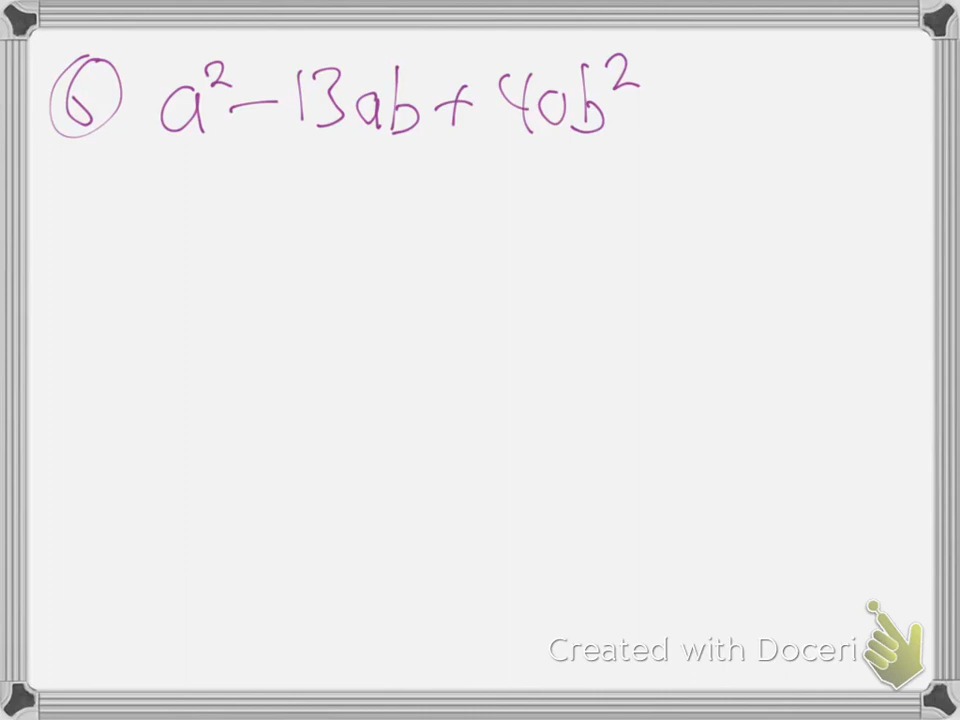 ⑥ a² - 13ab + 40b²
Created with Doceri